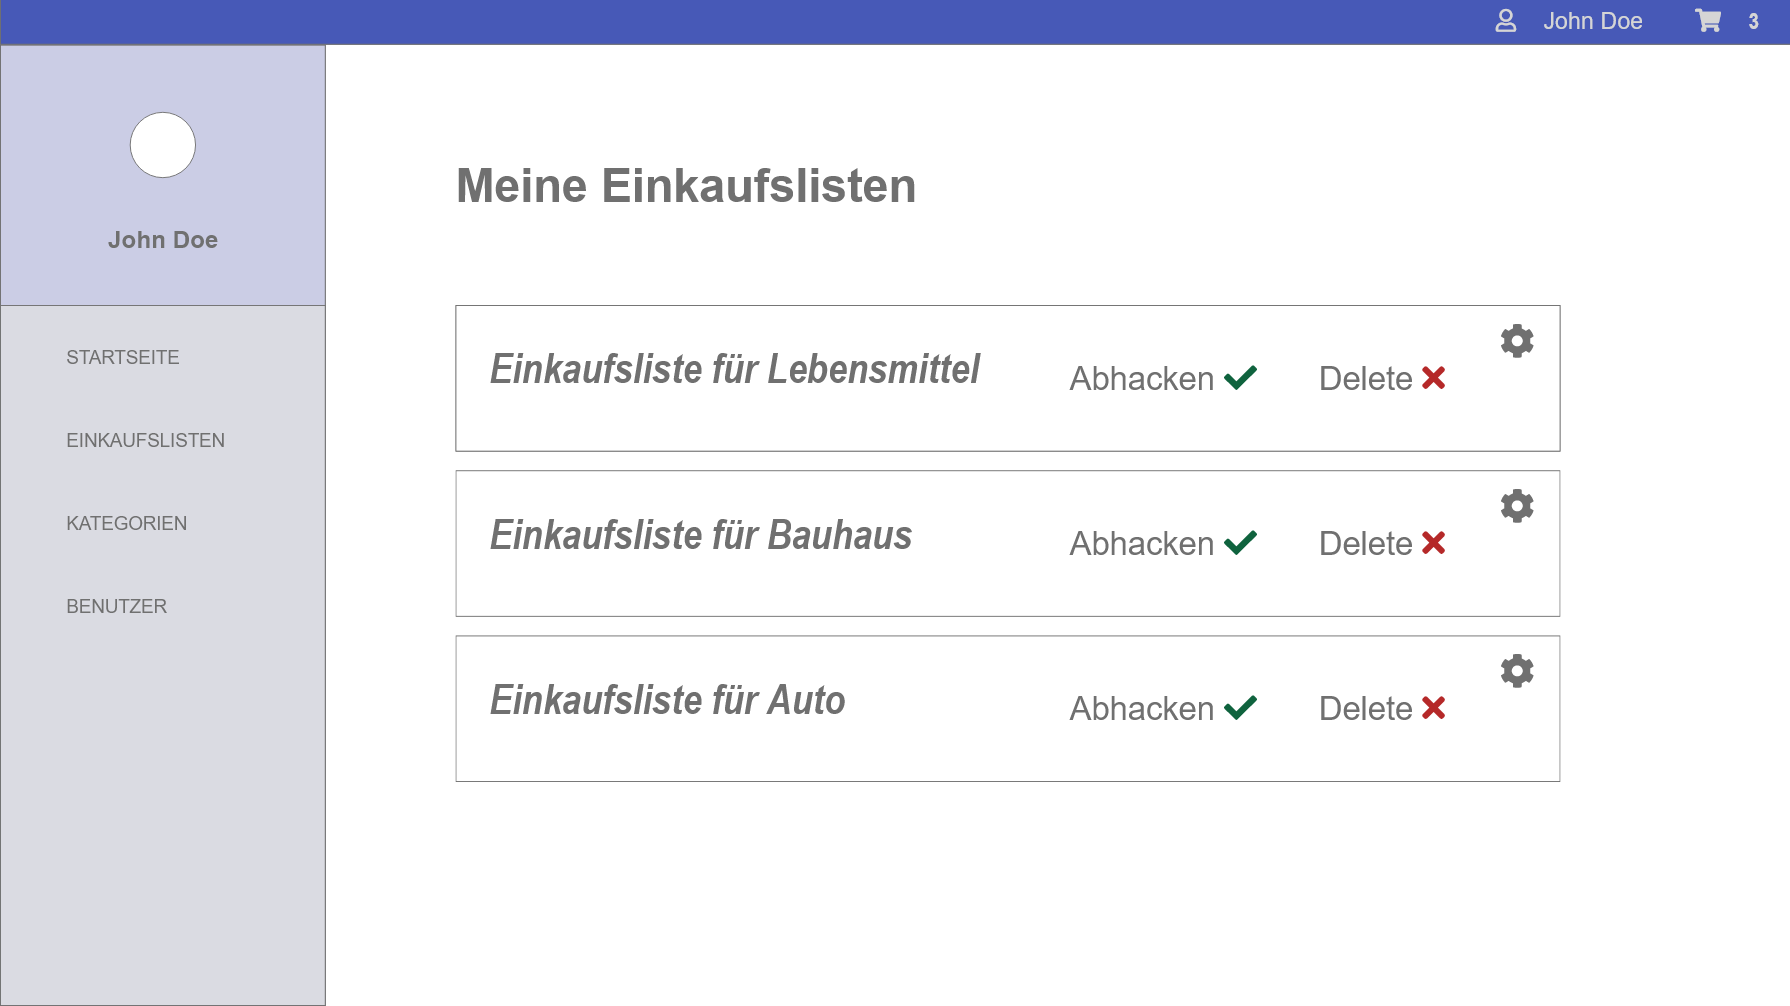 John Doe 3
John Doe
STARTSEITE
EINKAUFSLISTEN
KATEGORIEN
BENUTZER
Meine Einkaufslisten
Einkaufsliste für Lebensmittel Abhacken Delete
Einkaufsliste für Bauhaus Abhacken Delete
Einkaufsliste für Auto Abhacken Delete